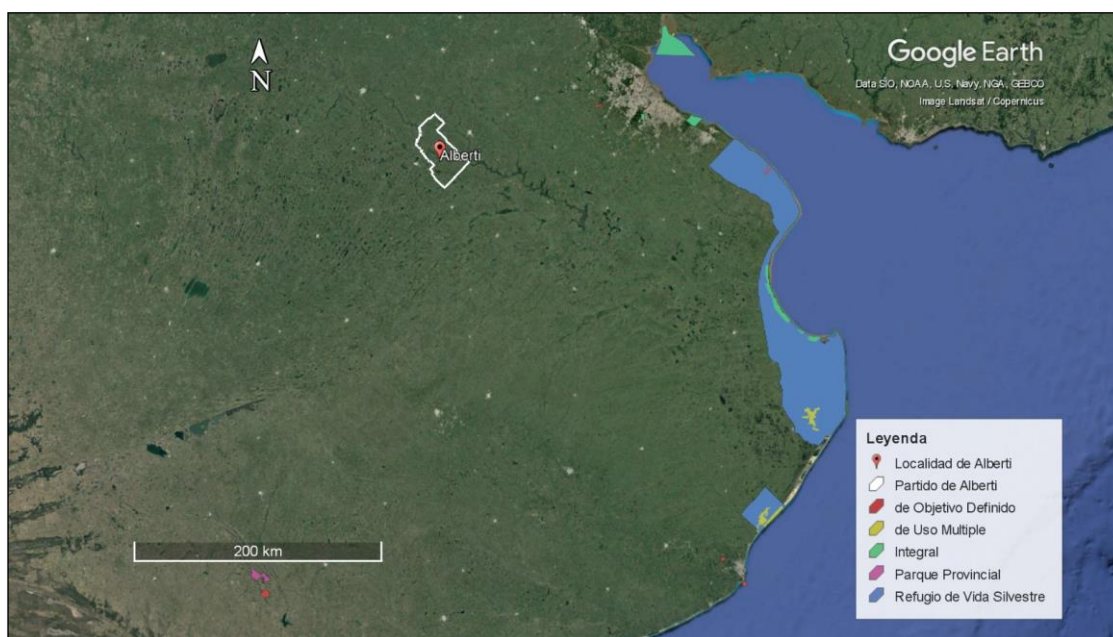 N
Google Earth
Data SIO, NOAA, U.S. Navy, NGA, GEBCO
Image Landsat / Copernicus
Alberti
200 km
Leyenda
Localidad de Alberti
Partido de Alberti
de Objetivo Definido
de Uso Multiple
Integral
Parque Provincial
Refugio de Vida Silvestre